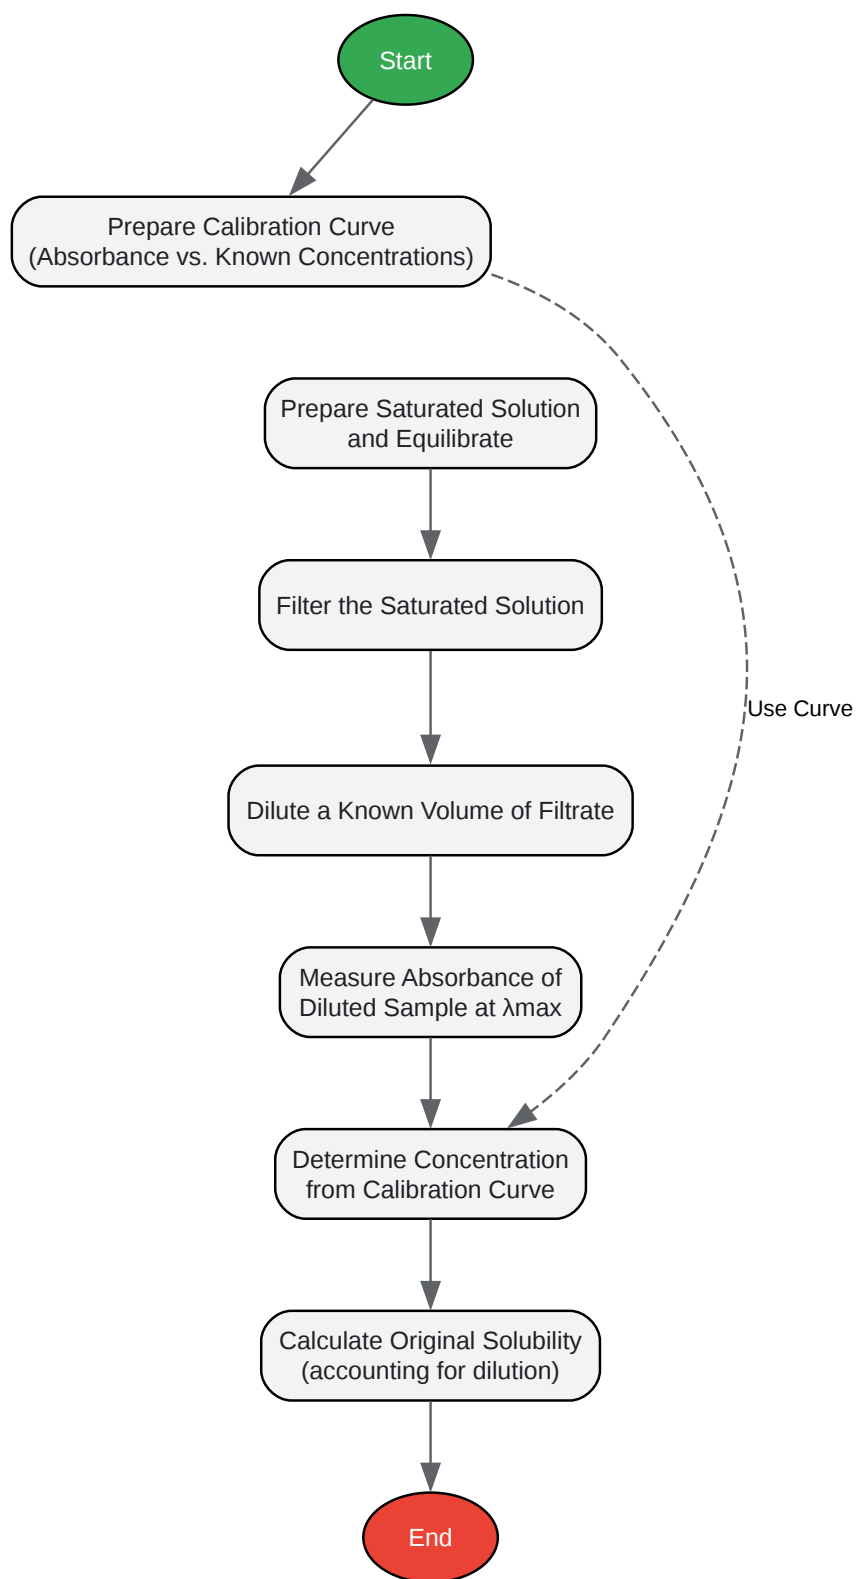 Start
Prepare Calibration Curve
(Absorbance vs. Known Concentrations)
Prepare Saturated Solution
and Equilibrate
Filter the Saturated Solution
Use Curve
Dilute a Known Volume of Filtrate
Measure Absorbance of
Diluted Sample at λmax
Determine Concentration
from Calibration Curve
Calculate Original Solubility
(accounting for dilution)
End